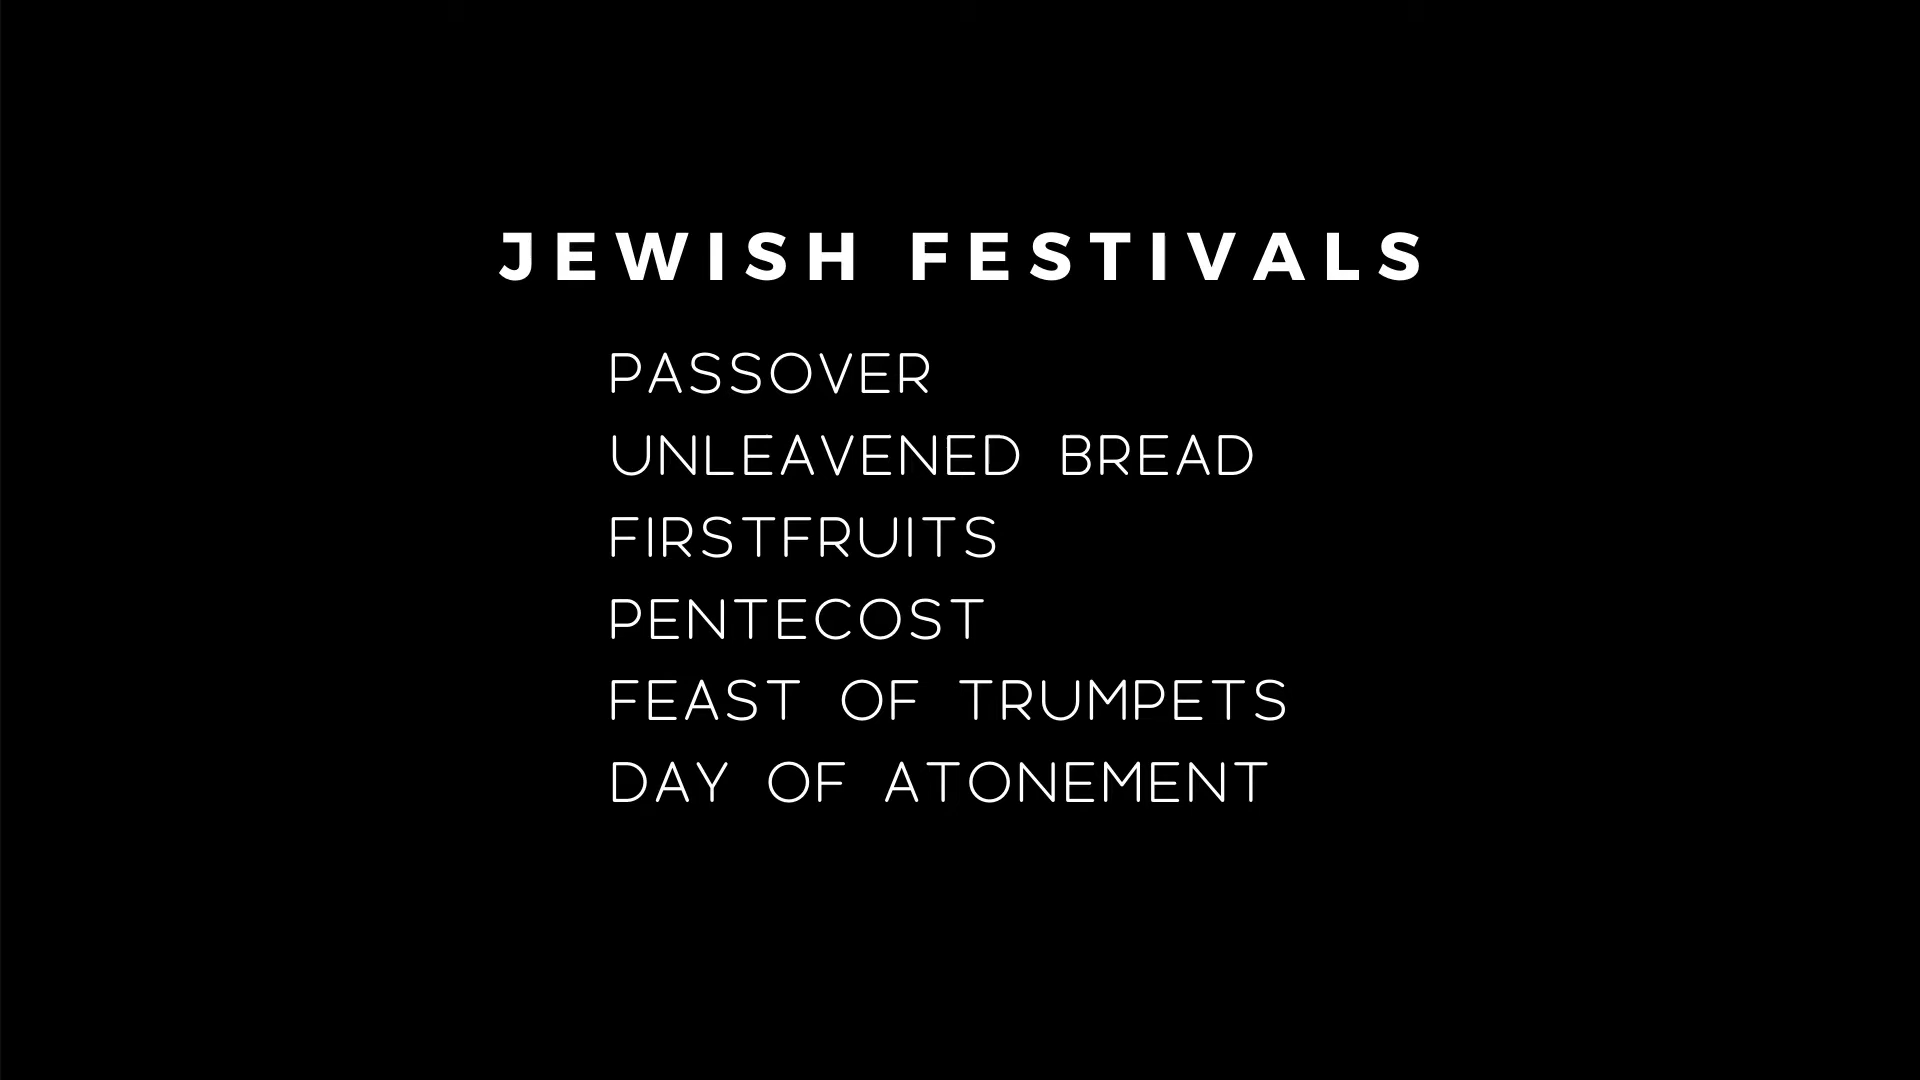 JEWISH FESTIVALS
PASSOVER
UNLEAVENED BREAD
FIRSTFRUITS
PENTECOST
FEAST OF TRUMPETS
DAY OF ATONEMENT